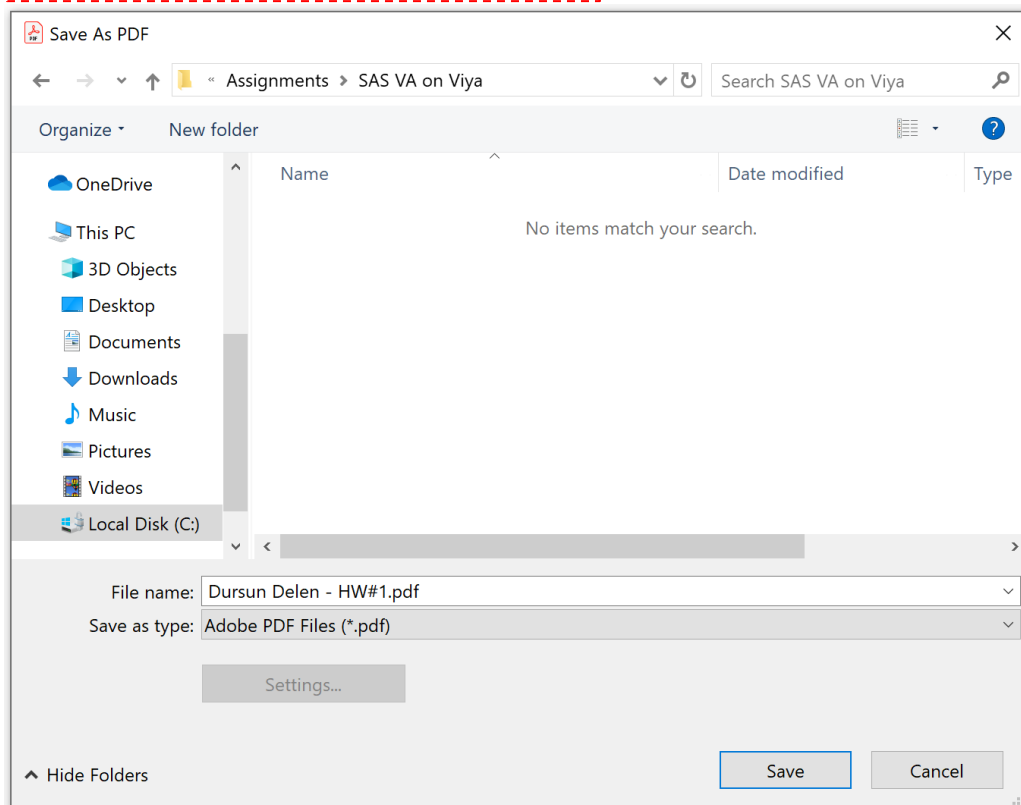 Save As PDF
« Assignments > SAS VA on Viya
Search SAS VA on Viya
Organize
New folder
?
Name
Date modified
Type
OneDrive
This PC
3D Objects
Desktop
Documents
Downloads
Music
Pictures
Videos
Local Disk (C:)
No items match your search.
File name: Dursun Delen - HW#1.pdf
Save as type: Adobe PDF Files (*.pdf)
Settings...
Hide Folders
Save
Cancel